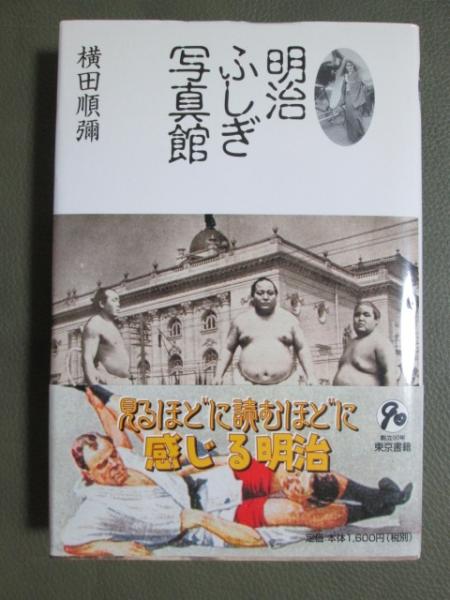 明治
ふしぎ
写真館
横田順彌
見るほどに読むほどに
感じる明治
90
創立90年
東京書籍
定価・本体1,600円(税別)